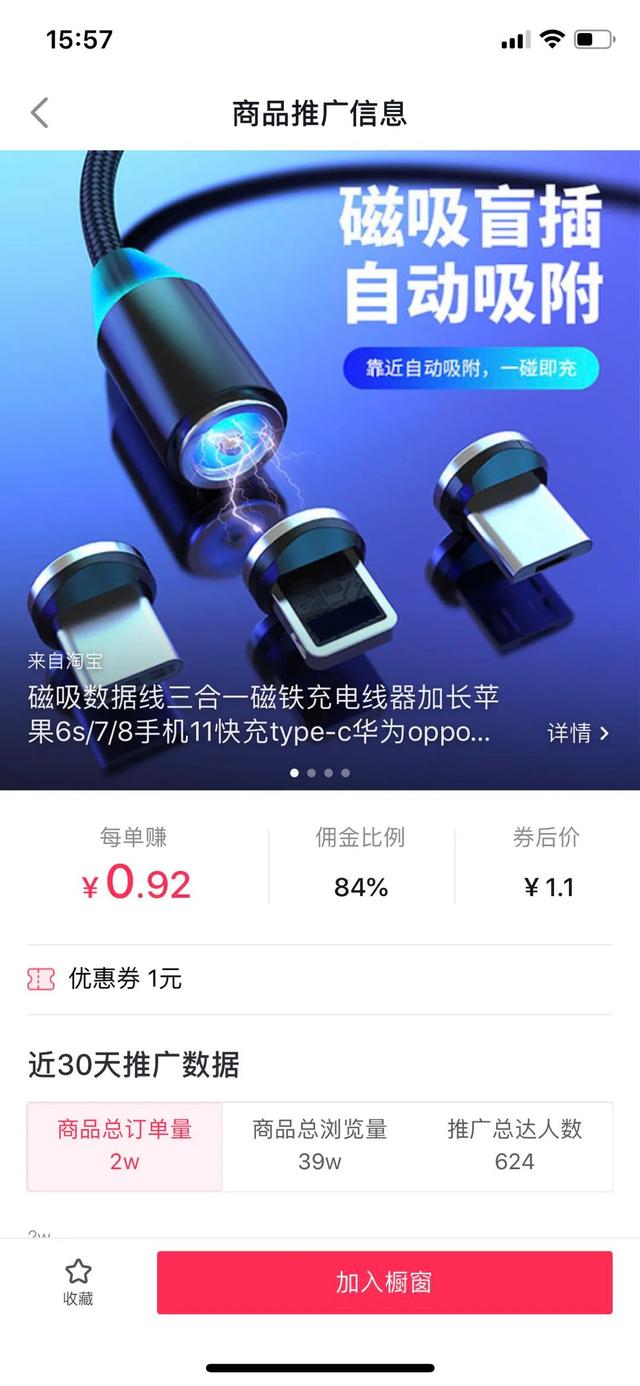 15:57
商品推广信息
磁吸盲插
自动吸附
靠近自动吸附，一碰即充
来自淘宝
磁吸数据线三合一磁铁充电线器加长苹
果6s/7/8手机11快充type-c华为oppo...
详情
每单赚
佣金比例
券后价
¥0.92
84%
¥1.1
优惠券 1元
近30天推广数据
商品总订单量
商品总浏览量
推广总达人数
2w
39w
624
2w
收藏
加入橱窗